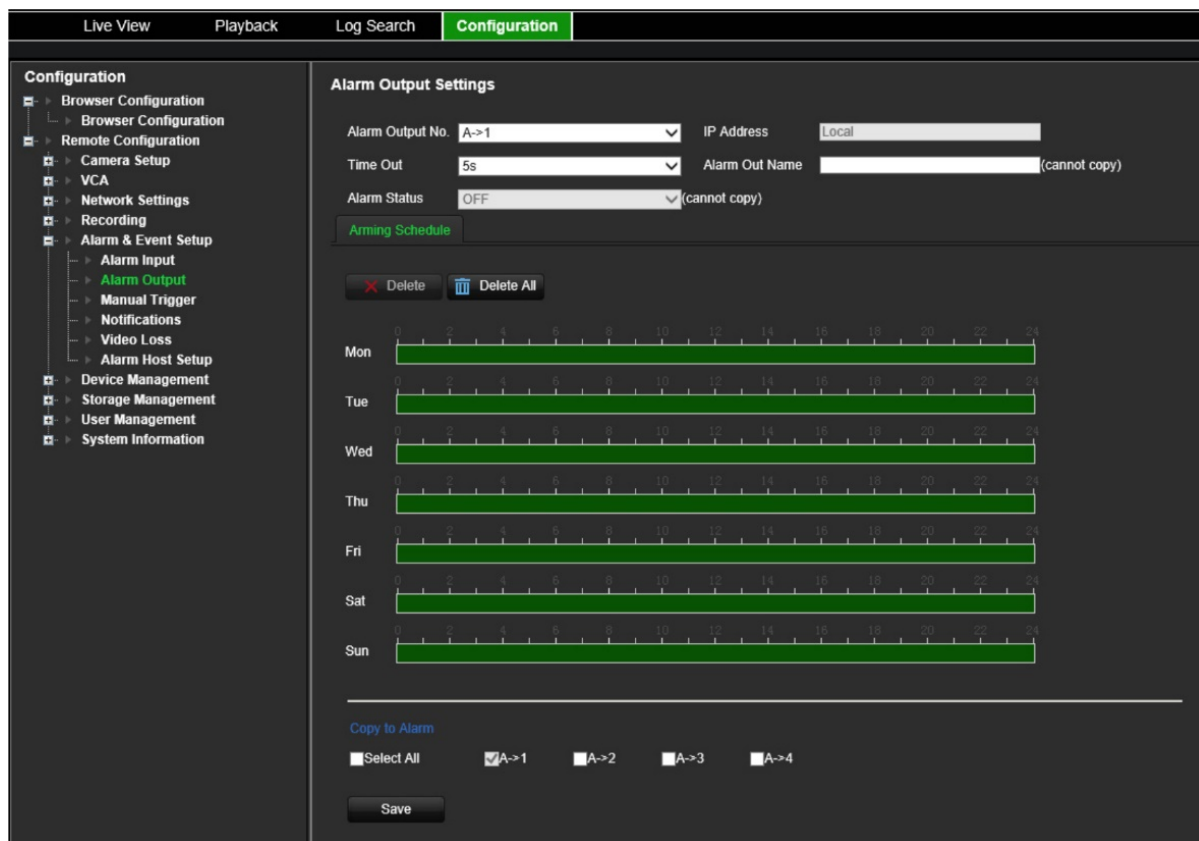 Live View Playback Log Search Configuration
Configuration
Browser Configuration
Browser Configuration
Remote Configuration
Camera Setup
VCA
Network Settings
Recording
Alarm & Event Setup
Alarm Input
Alarm Output
Manual Trigger
Notifications
Video Loss
Alarm Host Setup
Device Management
Storage Management
User Management
System Information
Alarm Output Settings
Alarm Output No. A->1 IP Address Local
Time Out 5s Alarm Out Name (cannot copy)
Alarm Status OFF (cannot copy)
Arming Schedule
Delete Delete All
0 2 4 6 8 10 12 14 16 18 20 22 24
Mon
0 2 4 6 8 10 12 14 16 18 20 22 24
Tue
0 2 4 6 8 10 12 14 16 18 20 22 24
Wed
0 2 4 6 8 10 12 14 16 18 20 22 24
Thu
0 2 4 6 8 10 12 14 16 18 20 22 24
Fri
0 2 4 6 8 10 12 14 16 18 20 22 24
Sat
0 2 4 6 8 10 12 14 16 18 20 22 24
Sun
Copy to Alarm
Select All A->1 A->2 A->3 A->4
Save